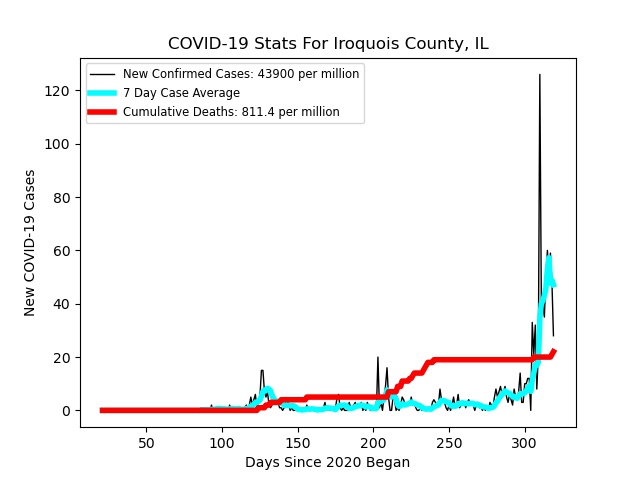 COVID-19 Stats For Iroquois County, IL
New Confirmed Cases: 43900 per million
7 Day Case Average
Cumulative Deaths: 811.4 per million
New COVID-19 Cases
120
100
80
60
40
20
0
50
100
150
200
250
300
Days Since 2020 Began